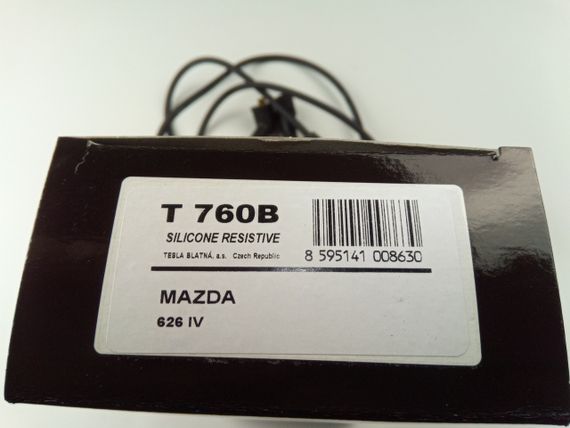 T 760B
SILICONE RESISTIVE
TESLA BLATNÁ, a.s. Czech Republic
8 595141 008630
MAZDA
626 IV